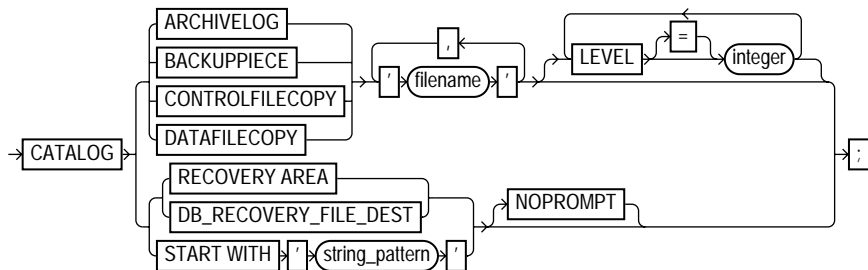 ARCHIVELOG
BACKUPPIECE
CONTROLFILECOPY
DATAFILECOPY
,
' filename '
LEVEL = integer
CATALOG
;
RECOVERY AREA
DB_RECOVERY_FILE_DEST
START WITH ' string_pattern '
NOPROMPT